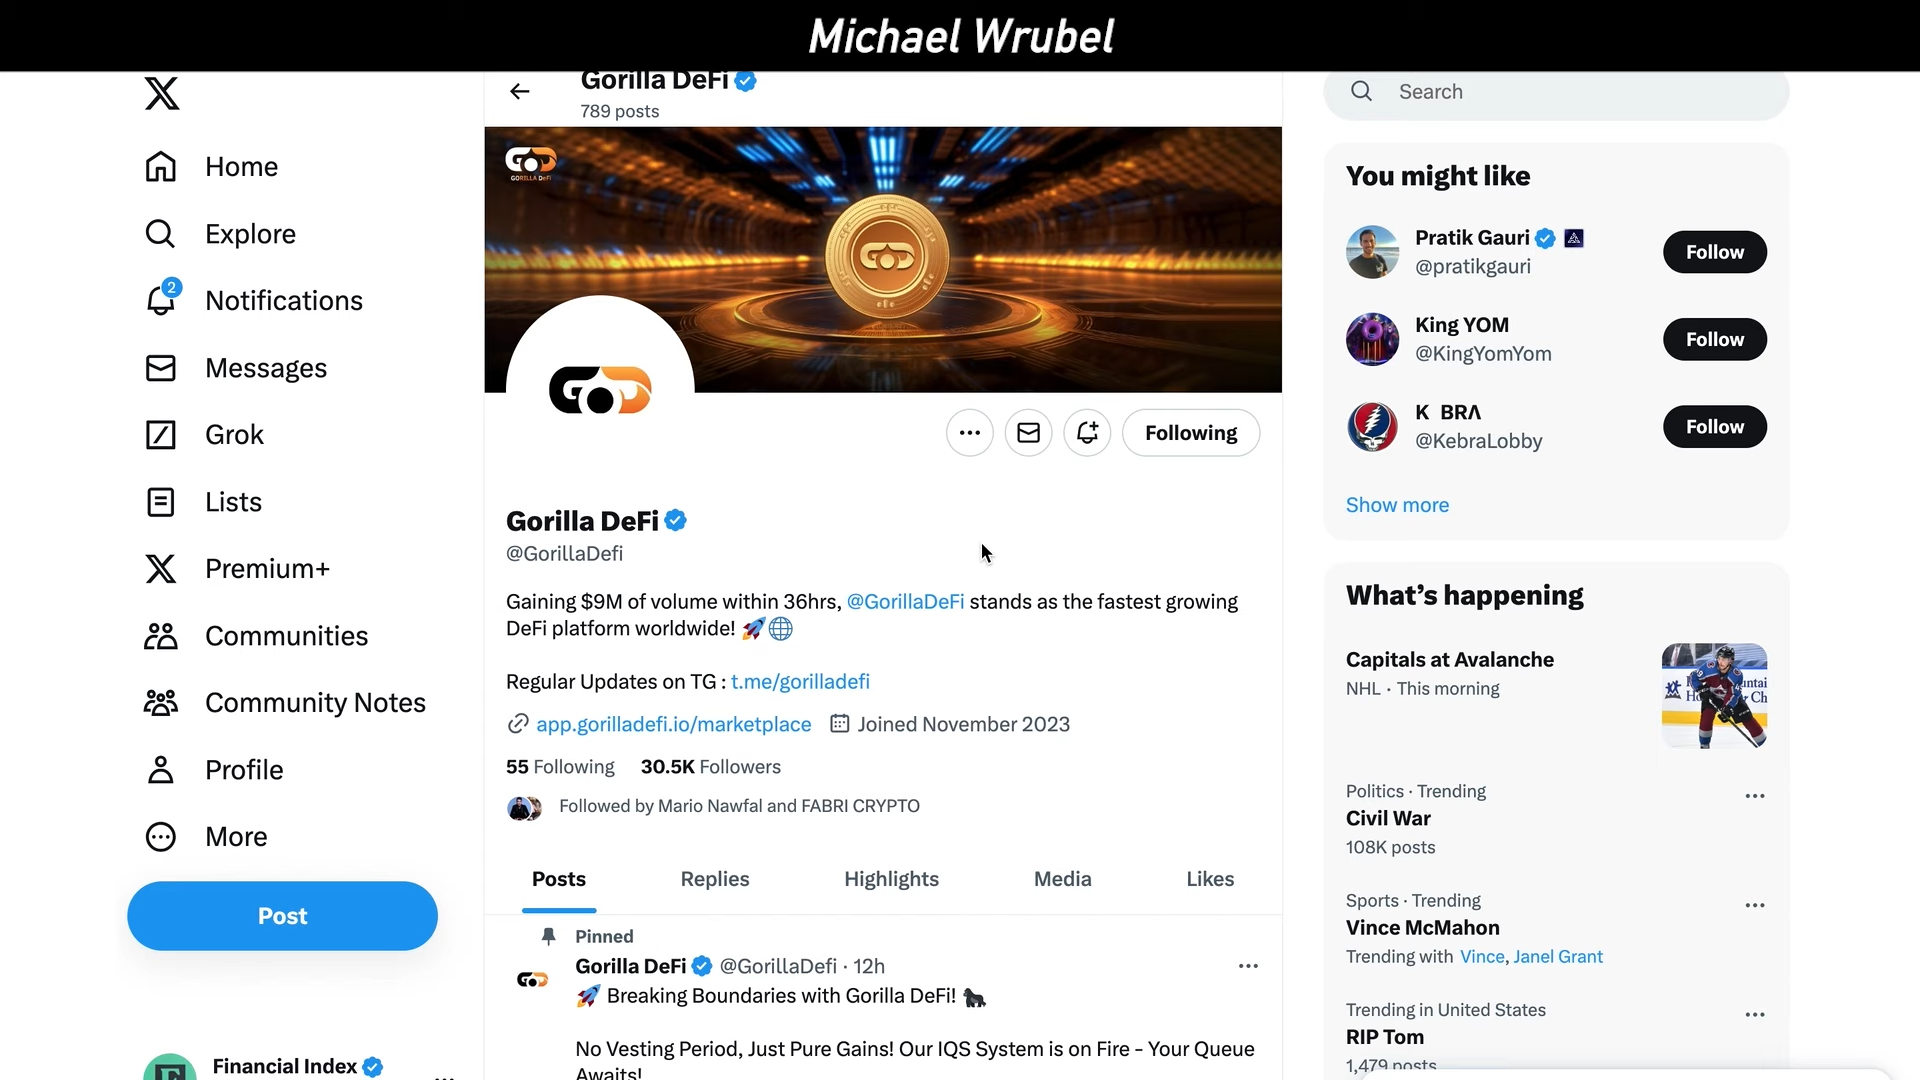 Michael Wrubel
Gorilla DeFi
789 posts
Search
Home
Explore
2
Notifications
Messages
Grok
Lists
Premium+
Communities
Community Notes
Profile
More
Post
Financial Index
GOD
GORILLA DeFi
GOD
GOD
Following
Gorilla DeFi
@GorillaDefi
Gaining $9M of volume within 36hrs, @GorillaDeFi stands as the fastest growing
DeFi platform worldwide! 🚀🌐
Regular Updates on TG : t.me/gorilladefi
app.gorilladefi.io/marketplace Joined November 2023
55 Following 30.5K Followers
Followed by Mario Nawfal and FABRI CRYPTO
Posts Replies Highlights Media Likes
Pinned
GOD
Gorilla DeFi @GorillaDefi · 12h
🚀 Breaking Boundaries with Gorilla DeFi! 🦍
No Vesting Period, Just Pure Gains! Our IQS System is on Fire – Your Queue
Awaits!
You might like
Pratik Gauri
@pratikgauri
Follow
King YOM
@KingYomYom
Follow
K BRΛ
@KebraLobby
Follow
Show more
What's happening
Capitals at Avalanche
NHL · This morning
Politics · Trending
Civil War
108K posts
Sports · Trending
Vince McMahon
Trending with Vince, Janel Grant
Trending in United States
RIP Tom
1,479 posts